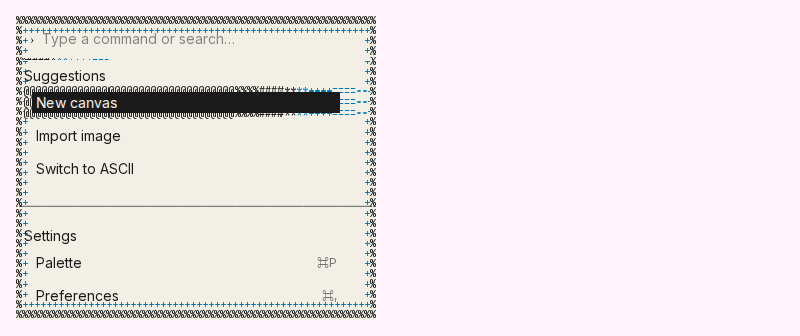 › Type a command or search…
Suggestions
New canvas
Import image
Switch to ASCII
Settings
Palette ⌘P
Preferences ⌘,